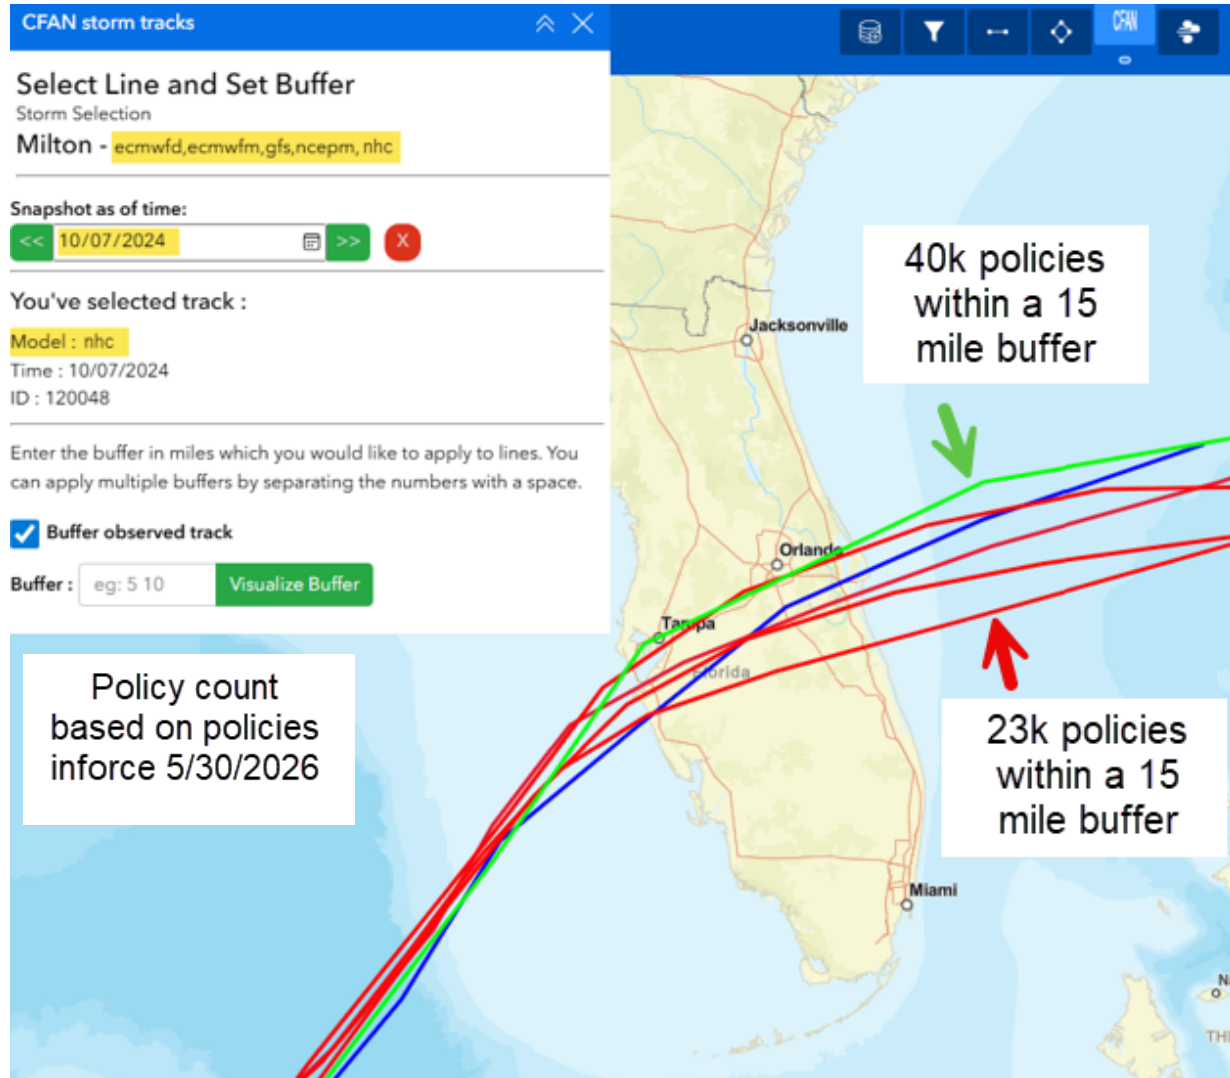 CFAN storm tracks
CFAN
Select Line and Set Buffer
Storm Selection
Milton - ecmwfd,ecmwfm,gfs,ncepm, nhc
Snapshot as of time:
<< 10/07/2024 >> X
You've selected track :
Model : nhc
Time : 10/07/2024
ID : 120048
Enter the buffer in miles which you would like to apply to lines. You
can apply multiple buffers by separating the numbers with a space.
Buffer observed track
Buffer : eg: 5 10 Visualize Buffer
Policy count
based on policies
inforce 5/30/2026
40k policies
within a 15
mile buffer
Jacksonville
Orlando
Tampa
Florida
23k policies
within a 15
mile buffer
Miami
N
TH